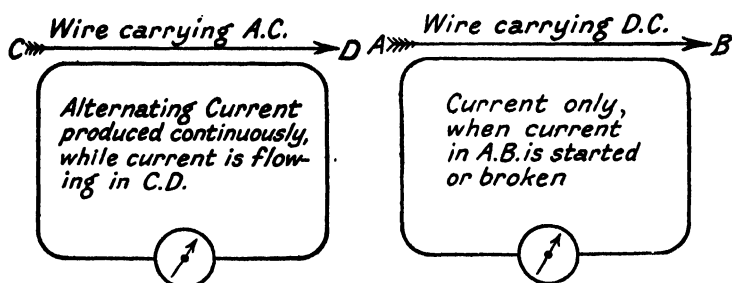 Wire carrying A.C.
C D
Alternating Current
produced continuously,
while current is flow-
ing in C.D.
Wire carrying D.C.
A B
Current only,
when current
in A.B. is started
or broken